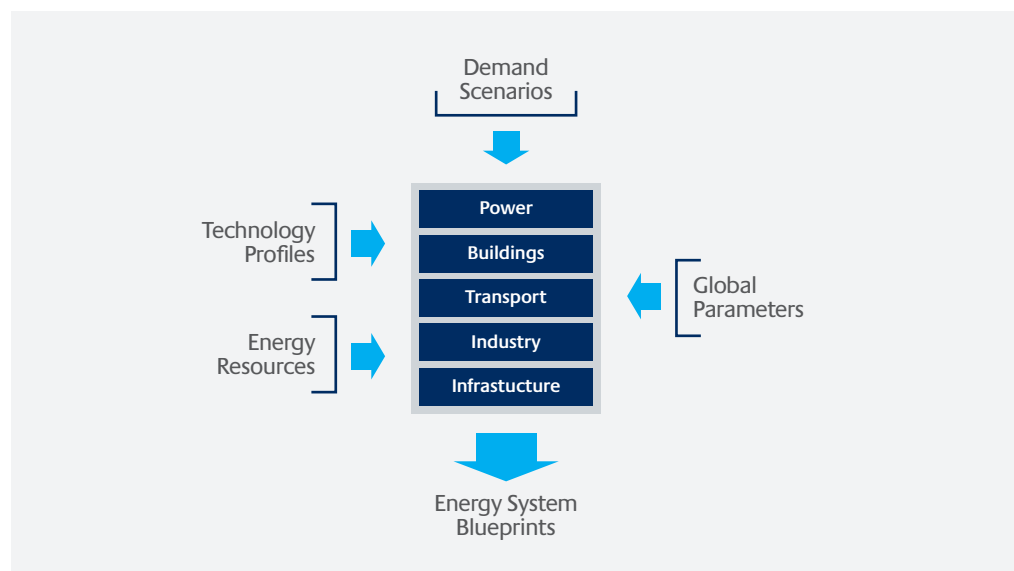 Demand
Scenarios
Technology
Profiles
Energy
Resources
Power
Buildings
Transport
Industry
Infrastucture
Global
Parameters
Energy System
Blueprints